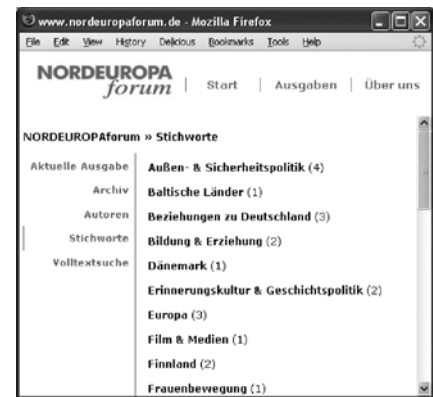 www.nordeuropaforum.de - Mozilla Firefox
File Edit View History Delicious Bookmarks Tools Help
NORDEUROPA
forum | Start | Ausgaben | Über uns
NORDEUROPAforum » Stichworte
Aktuelle Ausgabe
Archiv
Autoren
Stichworte
Volltextsuche
Außen- & Sicherheitspolitik (4)
Baltische Länder (1)
Beziehungen zu Deutschland (3)
Bildung & Erziehung (2)
Dänemark (1)
Erinnerungskultur & Geschichtspolitik (2)
Europa (3)
Film & Medien (1)
Finnland (2)
Frauenbewegung (1)